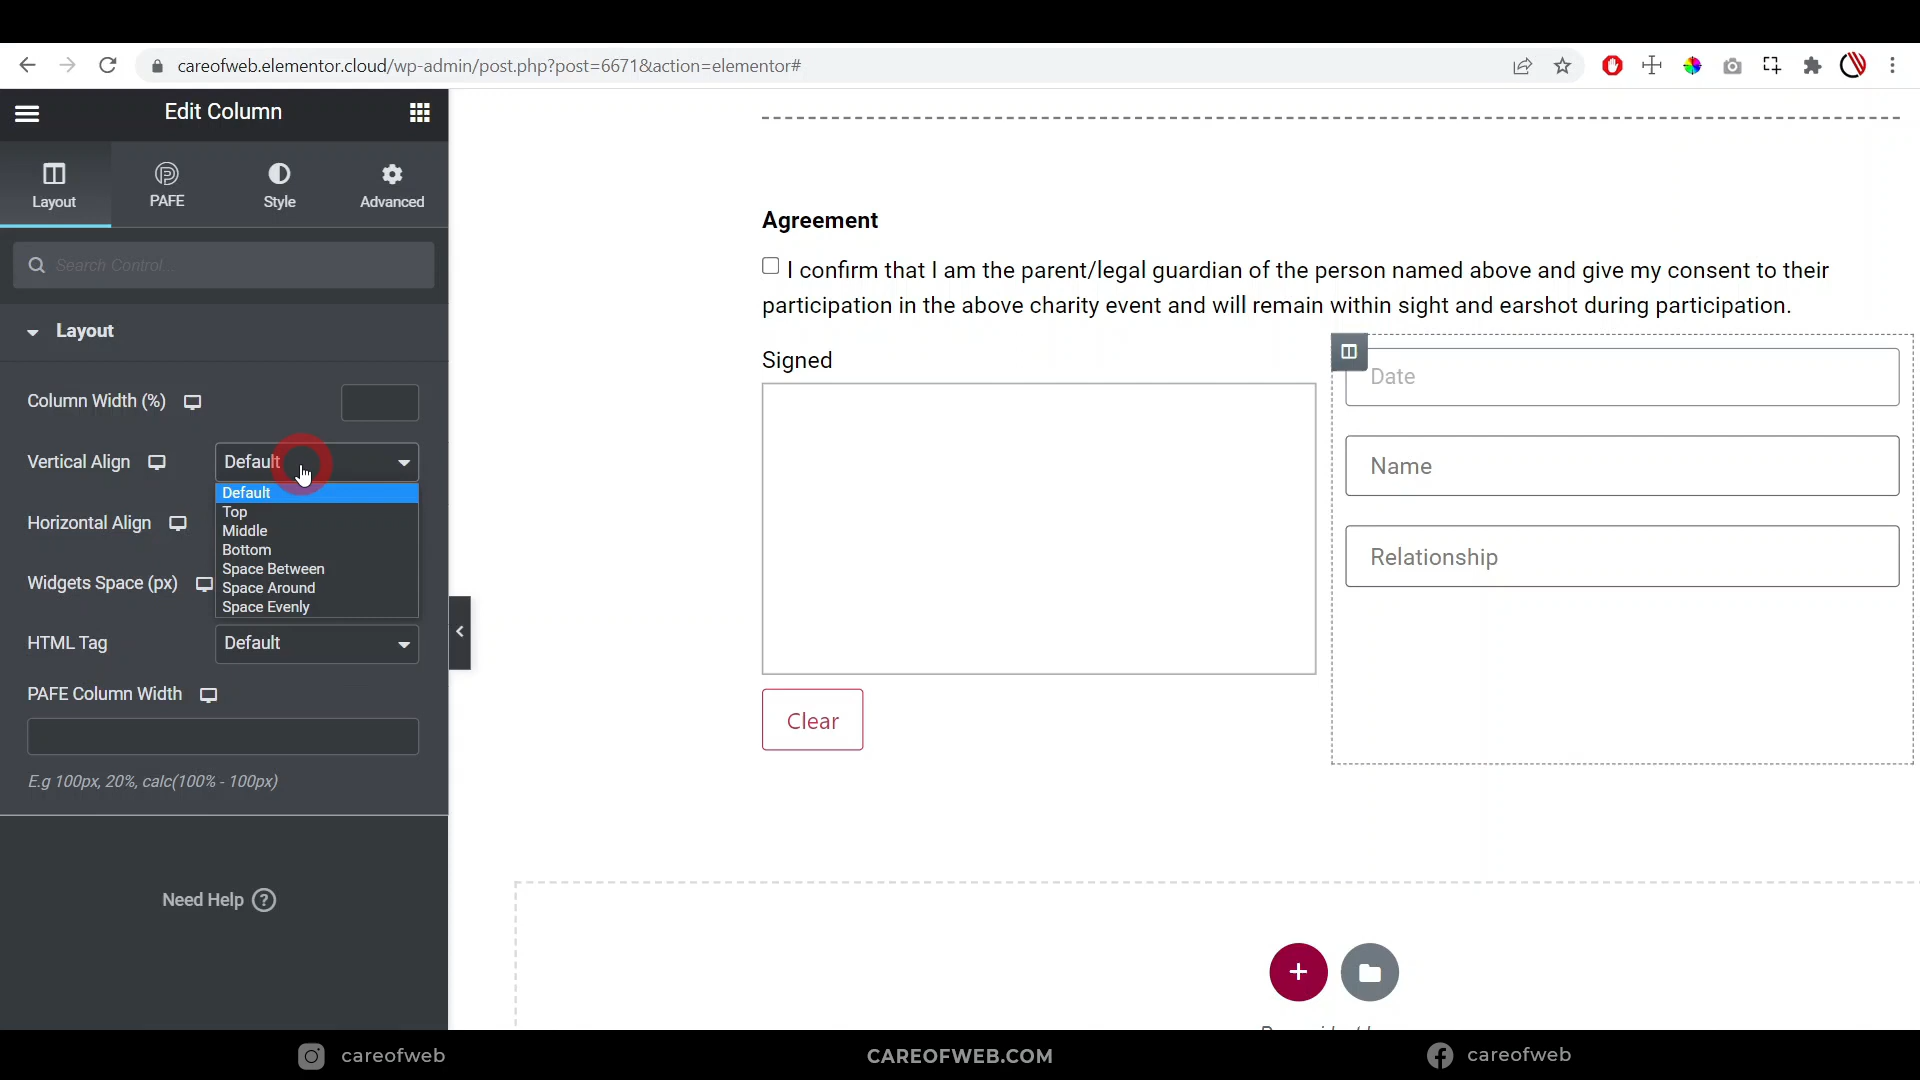 careofweb.elementor.cloud/wp-admin/post.php?post=6671&action=elementor#
Edit Column
Layout
PAFE
Style
Advanced
Search Control...
Layout
Column Width (%)
Vertical Align
Default
Default
Top
Middle
Bottom
Space Between
Space Around
Space Evenly
Horizontal Align
Widgets Space (px)
HTML Tag
Default
PAFE Column Width
E.g 100px, 20%, calc(100% - 100px)
Need Help ?
Agreement
I confirm that I am the parent/legal guardian of the person named above and give my consent to their
participation in the above charity event and will remain within sight and earshot during participation.
Signed
Clear
Date
Name
Relationship
careofweb
CAREOFWEB.COM
careofweb